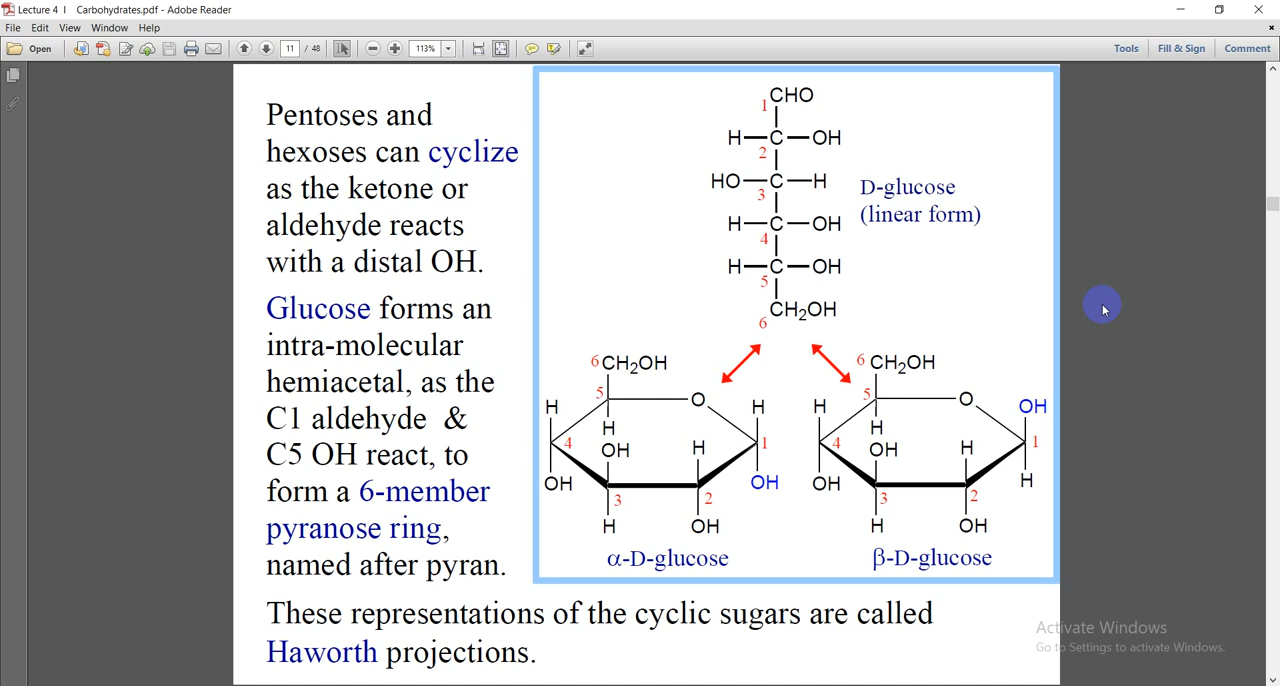 Lecture 4 I Carbohydrates.pdf - Adobe Reader
File Edit View Window Help
Open 11 / 48 113% Tools Fill & Sign Comment
Pentoses and
hexoses can cyclize
as the ketone or
aldehyde reacts
with a distal OH.
Glucose forms an
intra-molecular
hemiacetal, as the
C1 aldehyde &
C5 OH react, to
form a 6-member
pyranose ring,
named after pyran.
1 CHO
H—C—OH
2
HO—C—H
3
H—C—OH
4
H—C—OH
5
6 CH₂OH
D-glucose
(linear form)
6 CH₂OH
5 O
H H H
4 OH H 1
OH OH
3 2
H OH
α-D-glucose
6 CH₂OH
5 O
H H OH
4 OH H 1
OH H
3 2
H OH
β-D-glucose
These representations of the cyclic sugars are called
Haworth projections.
Activate Windows
Go to Settings to activate Windows.